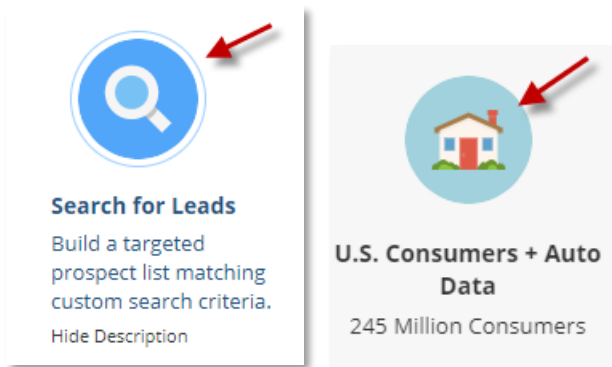 Search for Leads
Build a targeted
prospect list matching
custom search criteria.
Hide Description
U.S. Consumers + Auto
Data
245 Million Consumers